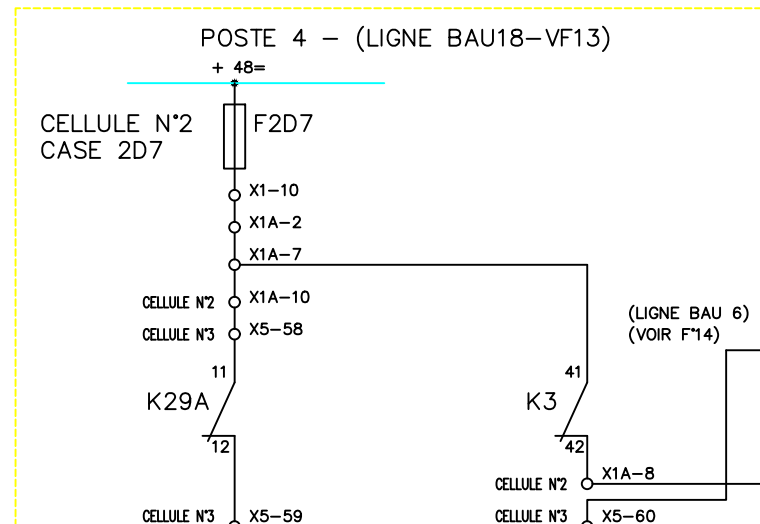 POSTE 4 - (LIGNE BAU18-VF13)
+ 48=
CELLULE N°2
CASE 2D7
F2D7
X1-10
X1A-2
X1A-7
CELLULE N°2 X1A-10
CELLULE N°3 X5-58
(LIGNE BAU 6)
(VOIR F°14)
11
K29A
12
41
K3
42
CELLULE N°2 X1A-8
CELLULE N°3 X5-59
CELLULE N°3 X5-60